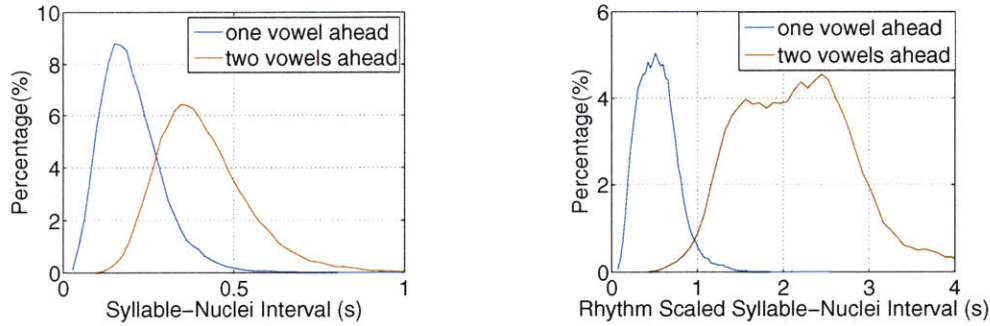 10
8
6
4
2
0
Percentage(%)
one vowel ahead
two vowels ahead
0
0.5
1
Syllable−Nuclei Interval (s)
6
4
2
0
Percentage(%)
one vowel ahead
two vowels ahead
0
1
2
3
4
Rhythm Scaled Syllable−Nuclei Interval (s)